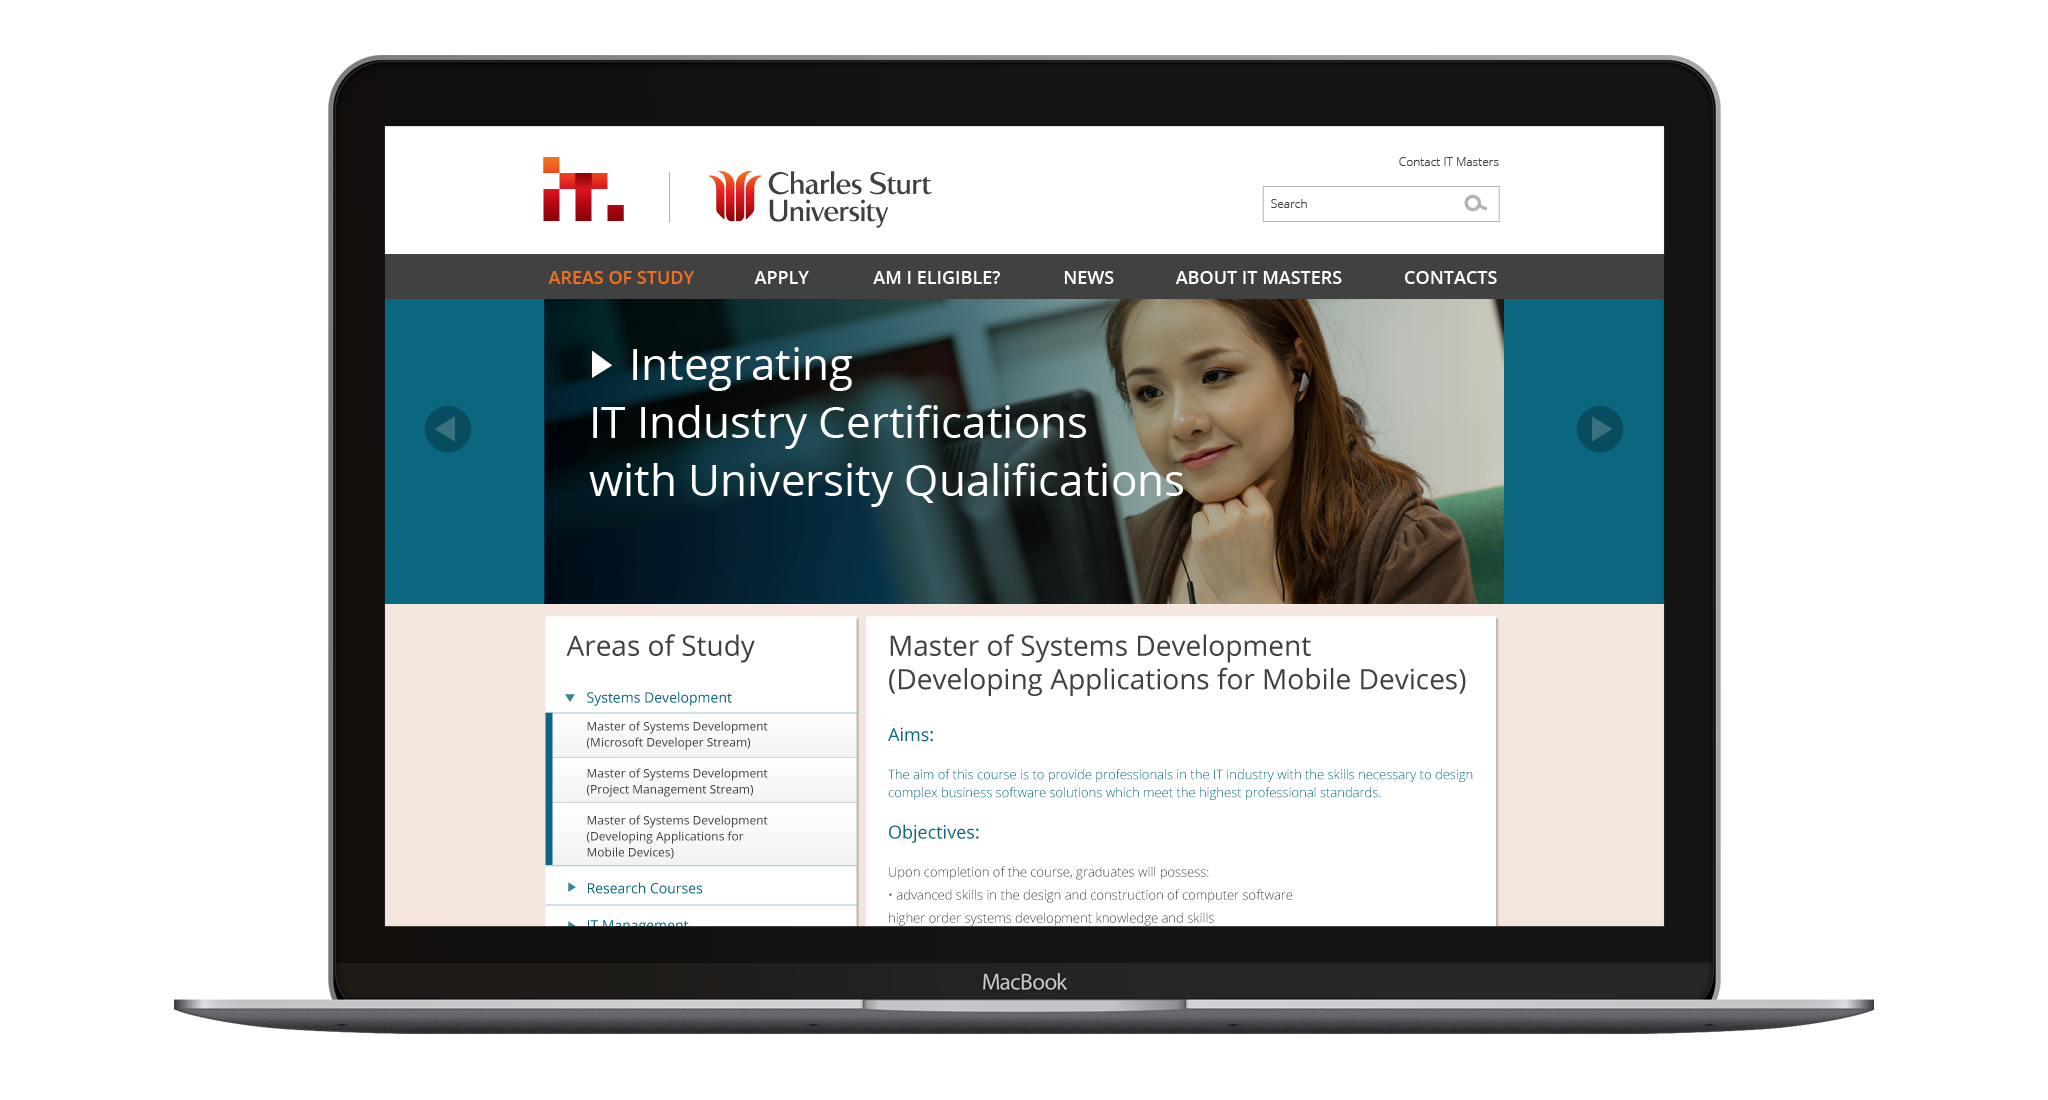 iT.
Charles Sturt
University
Contact IT Masters
Search
AREAS OF STUDY
APPLY
AM I ELIGIBLE?
NEWS
ABOUT IT MASTERS
CONTACTS
Integrating
IT Industry Certifications
with University Qualifications
Areas of Study
Systems Development
Master of Systems Development
(Microsoft Developer Stream)
Master of Systems Development
(Project Management Stream)
Master of Systems Development
(Developing Applications for
Mobile Devices)
Research Courses
IT Management
Master of Systems Development
(Developing Applications for Mobile Devices)
Aims:
The aim of this course is to provide professionals in the IT industry with the skills necessary to design
complex business software solutions which meet the highest professional standards.
Objectives:
Upon completion of the course, graduates will possess:
• advanced skills in the design and construction of computer software
higher order systems development knowledge and skills
MacBook